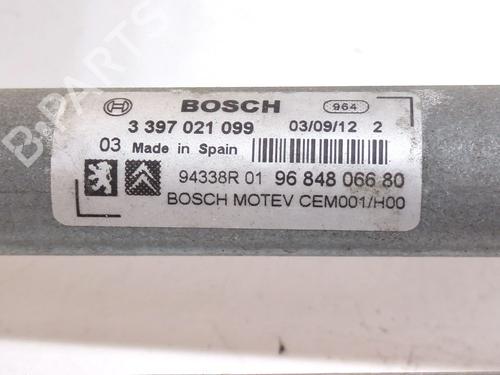 BOSCH 964
3 397 021 099 03/09/12 2
03 Made in Spain
94338R 01 96 848 066 80
BOSCH MOTEV CEM001/H00
B-PARTS